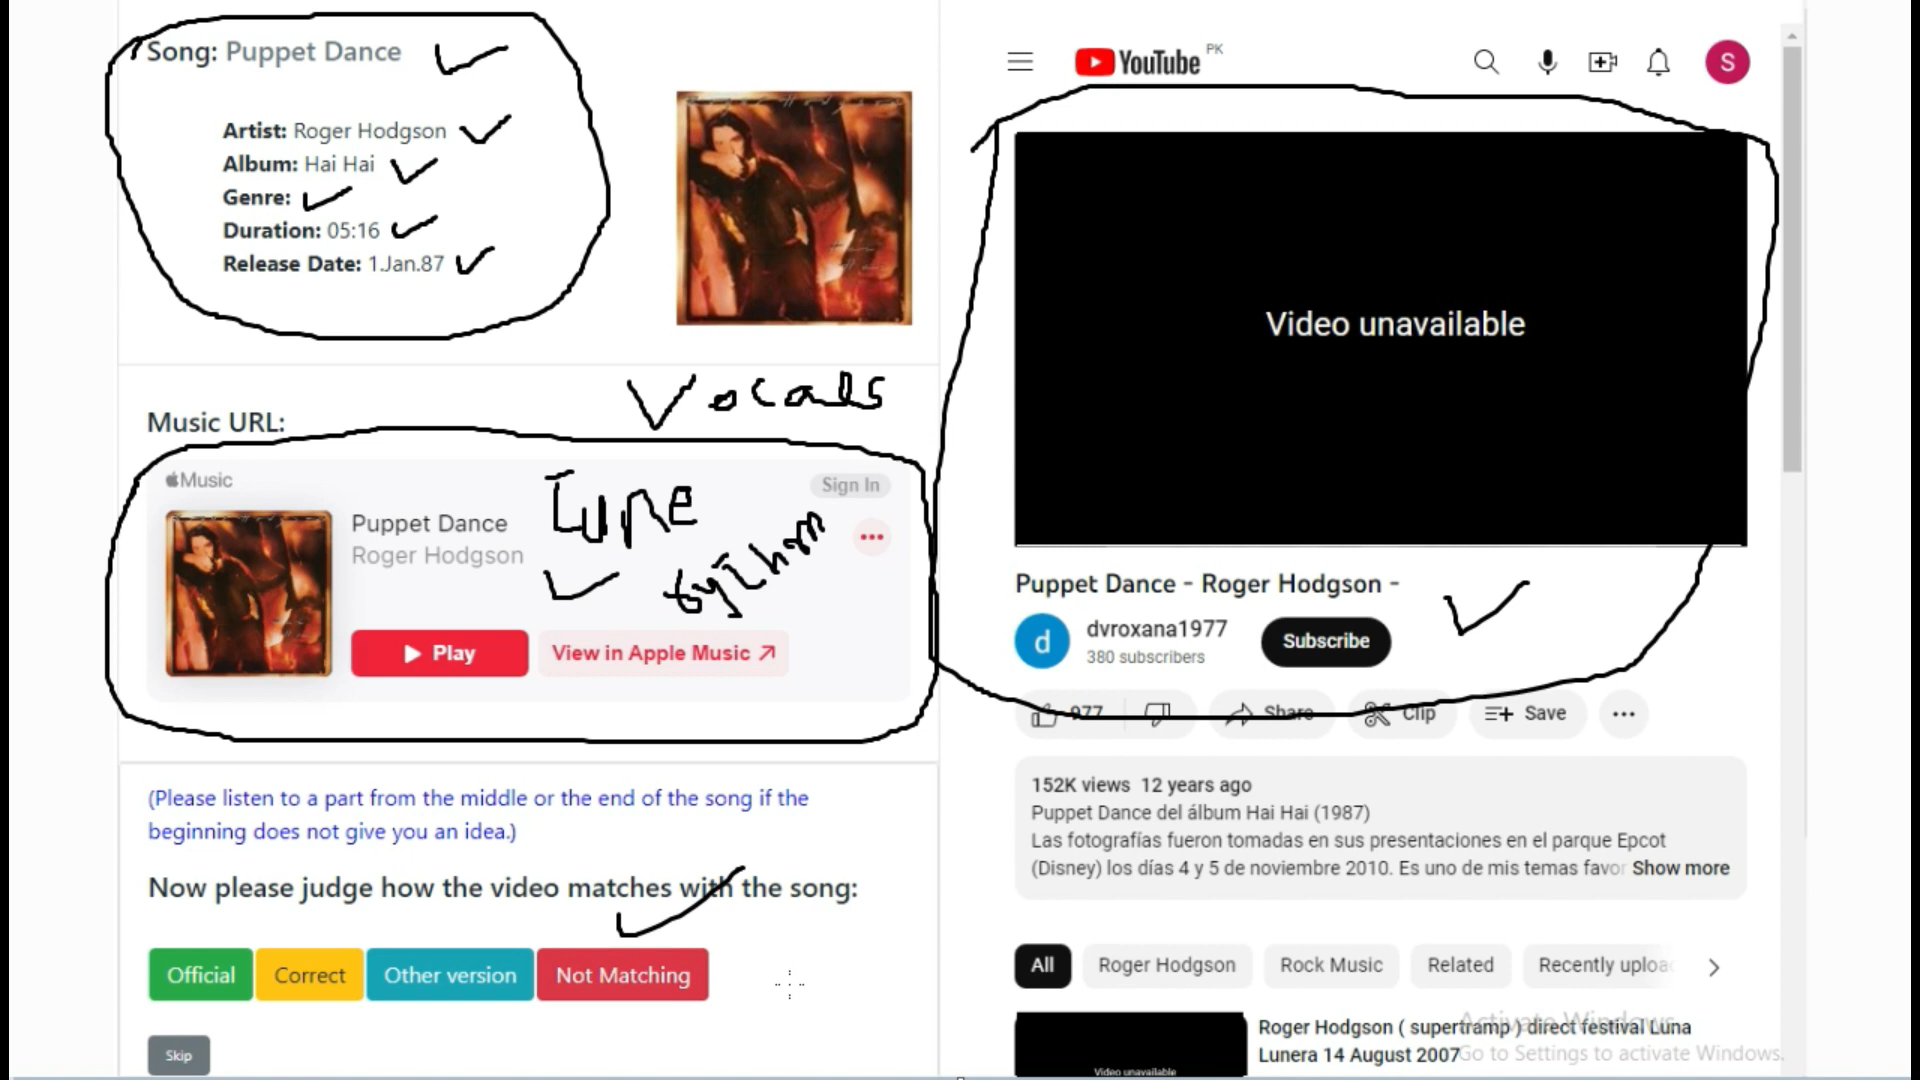 Song: Puppet Dance
Artist: Roger Hodgson
Album: Hai Hai
Genre:
Duration: 05:16
Release Date: 1.Jan.87
Vocals
Music URL:
Music
Sign In
Puppet Dance
Roger Hodgson
Tune
Play
View in Apple Music
(Please listen to a part from the middle or the end of the song if the
beginning does not give you an idea.)
Now please judge how the video matches with the song:
Official
Correct
Other version
Not Matching
Skip
YouTube PK
S
Video unavailable
Puppet Dance - Roger Hodgson -
d
dvroxana1977
380 subscribers
Subscribe
977
Share
Clip
Save
152K views 12 years ago
Puppet Dance del álbum Hai Hai (1987)
Las fotografías fueron tomadas en sus presentaciones en el parque Epcot
(Disney) los días 4 y 5 de noviembre 2010. Es uno de mis temas favor Show more
All
Roger Hodgson
Rock Music
Related
Recently uploa
Video unavailable
Roger Hodgson ( supertramp ) direct festival Luna
Lunera 14 August 2007
Activate Windows
Go to Settings to activate Windows.